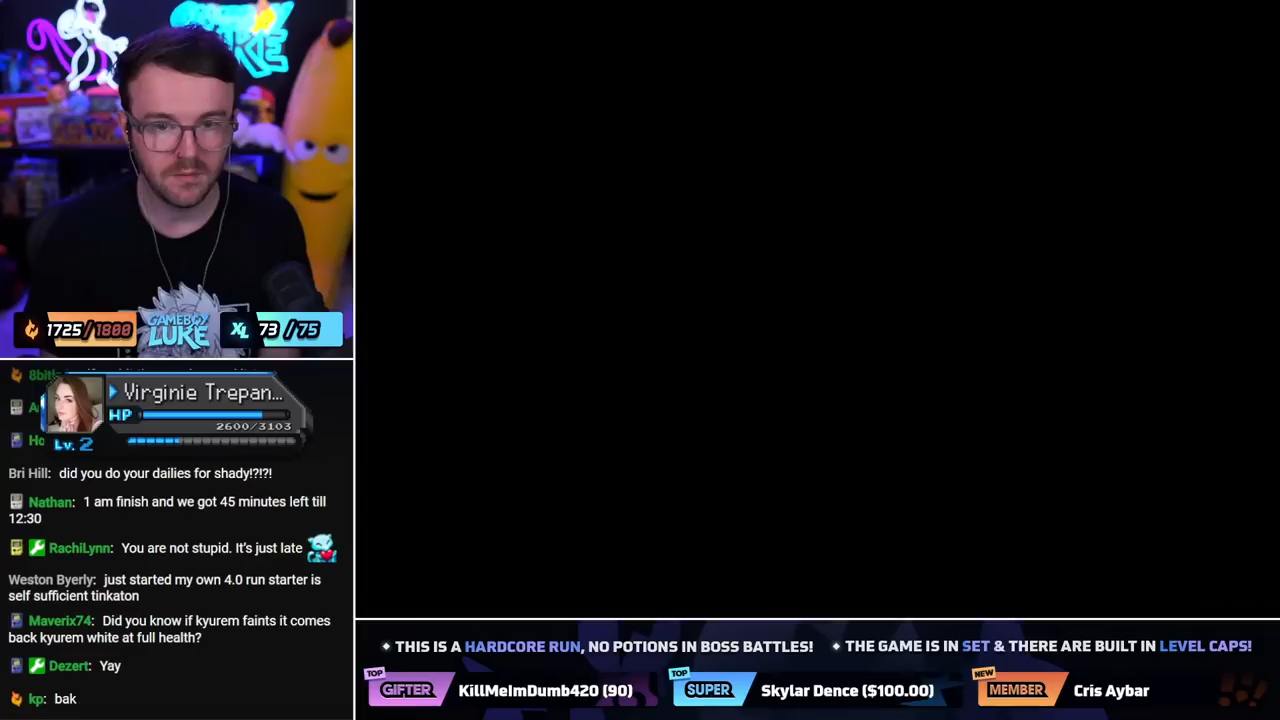 1725/1800
GAMEBOY
LUKE
XL 73 /75
8bit
Virginie Trepan...
HP
2600/3103
Lv. 2
Ho
Bri Hill: did you do your dailies for shady!?!?!
Nathan: 1 am finish and we got 45 minutes left till
12:30
RachiLynn: You are not stupid. It's just late
Weston Byerly: just started my own 4.0 run starter is
self sufficient tinkaton
Maverix74: Did you know if kyurem faints it comes
back kyurem white at full health?
Dezert: Yay
kp: bak
THIS IS A HARDCORE RUN, NO POTIONS IN BOSS BATTLES! THE GAME IS IN SET & THERE ARE BUILT IN LEVEL CAPS!
TOP GIFTER KillMeImDumb420 (90) TOP SUPER Skylar Dence ($100.00) NEW MEMBER Cris Aybar